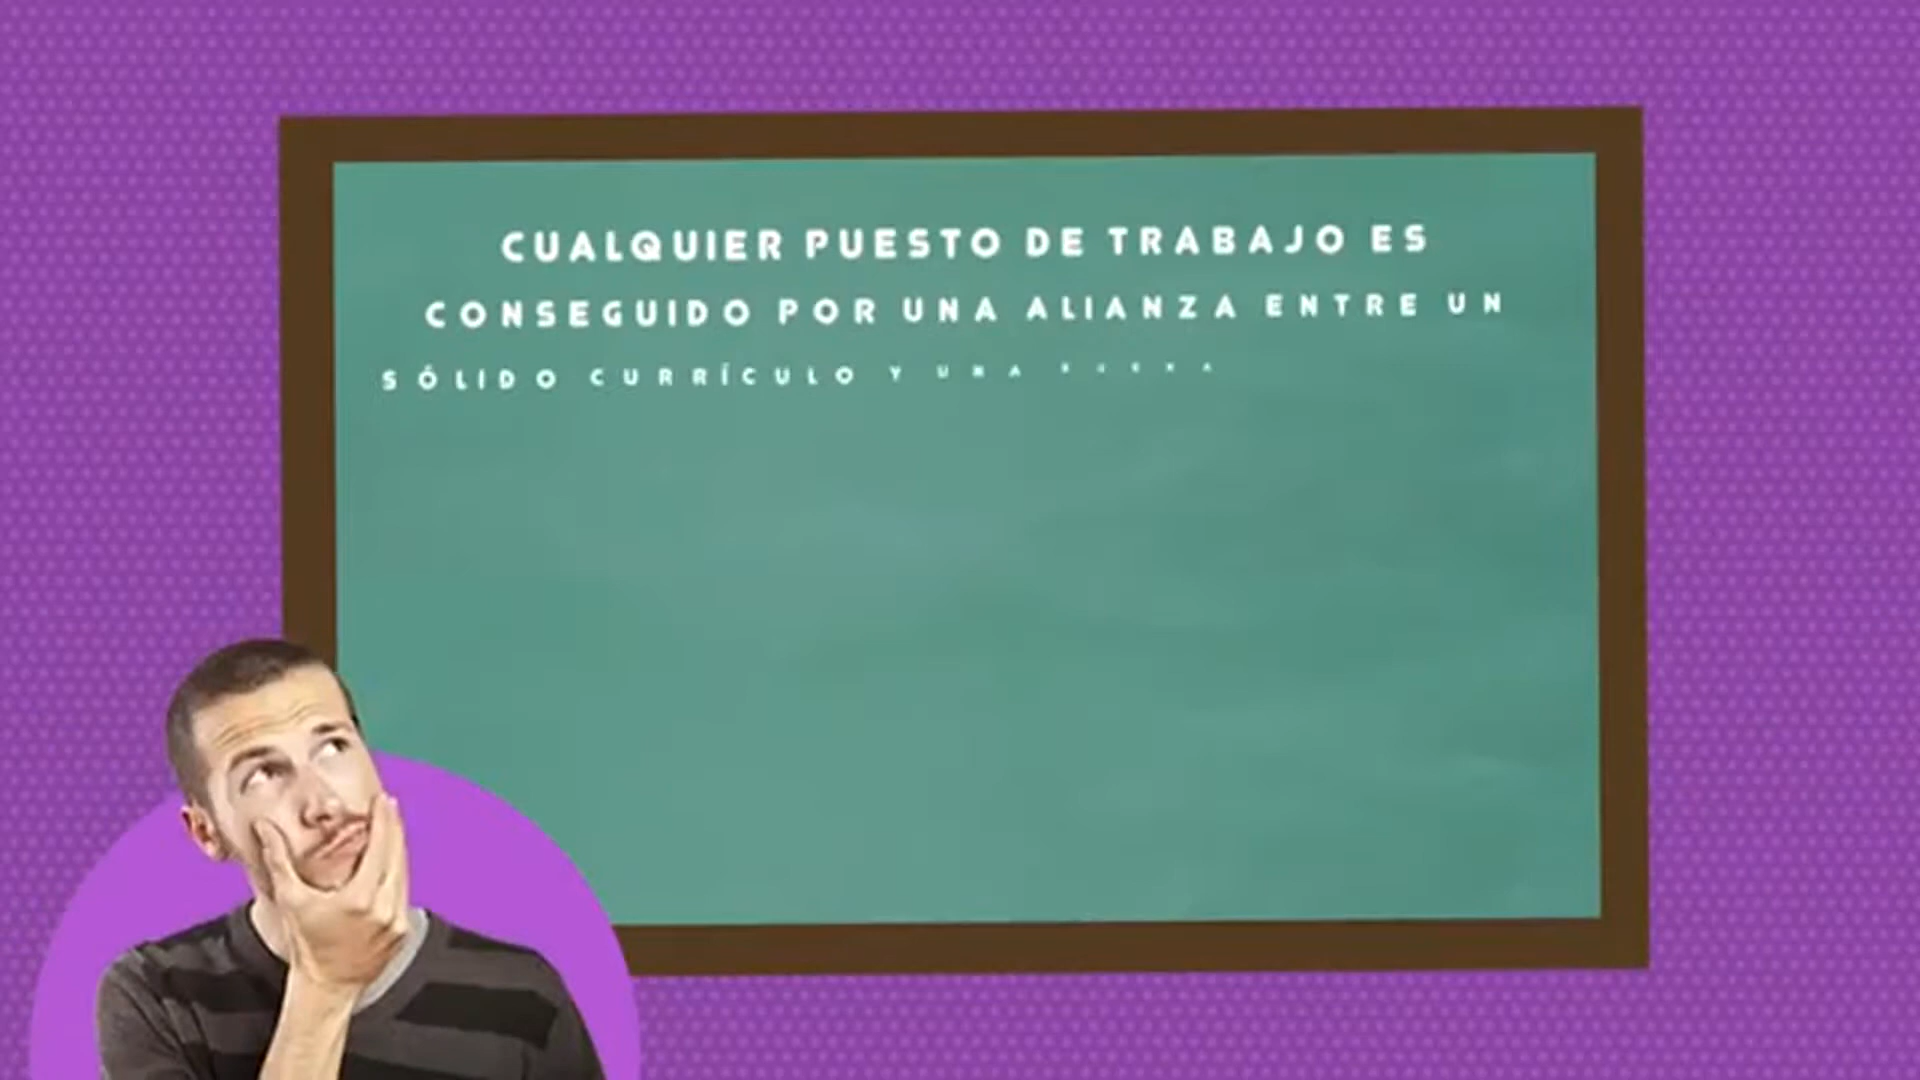 CUALQUIER PUESTO DE TRABAJO ES
CONSEGUIDO POR UNA ALIANZA ENTRE UN
SÓLIDO CURRÍCULO Y UNA